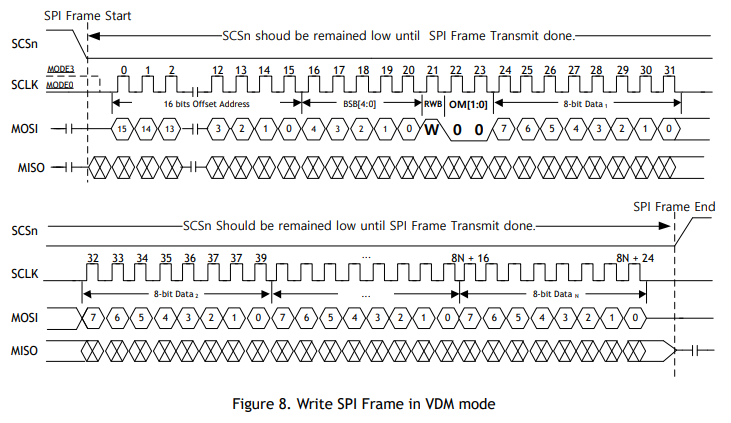 SPI Frame Start
SCSn
SCSn should be remained low until SPI Frame Transmit done.
MODE3
0 1 2 12 13 14 15 16 17 18 19 20 21 22 23 24 25 26 27 28 29 30 31
SCLK
MODE0
16 bits Offset Address BSB[4:0] RWB OM[1:0] 8-bit Data 1
MOSI
15 14 13 3 2 1 0 4 3 2 1 0 W 0 0 7 6 5 4 3 2 1 0
MISO
SPI Frame End
SCSn
SCSn Should be remained low until SPI Frame Transmit done.
32 33 34 35 36 37 37 39 ... 8N + 16 8N + 24
SCLK
8-bit Data 2 ... 8-bit Data N
MOSI
7 6 5 4 3 2 1 0 7 6 5 4 3 2 1 0 7 6 5 4 3 2 1 0
MISO
Figure 8. Write SPI Frame in VDM mode